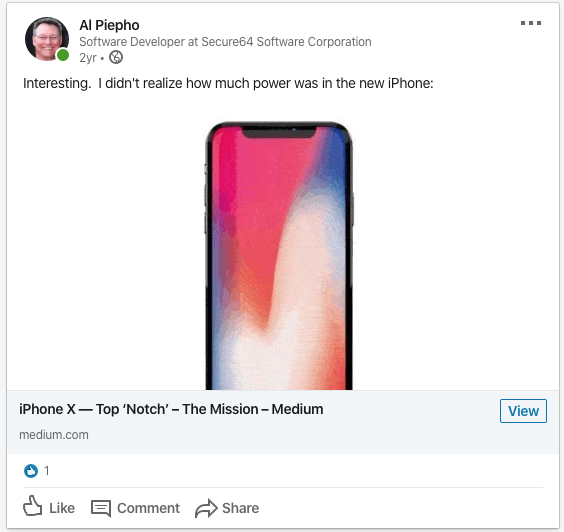 Al Piepho
Software Developer at Secure64 Software Corporation
2yr •
Interesting.  I didn't realize how much power was in the new iPhone:
iPhone X — Top ‘Notch’ – The Mission – Medium
View
medium.com
1
Like
Comment
Share